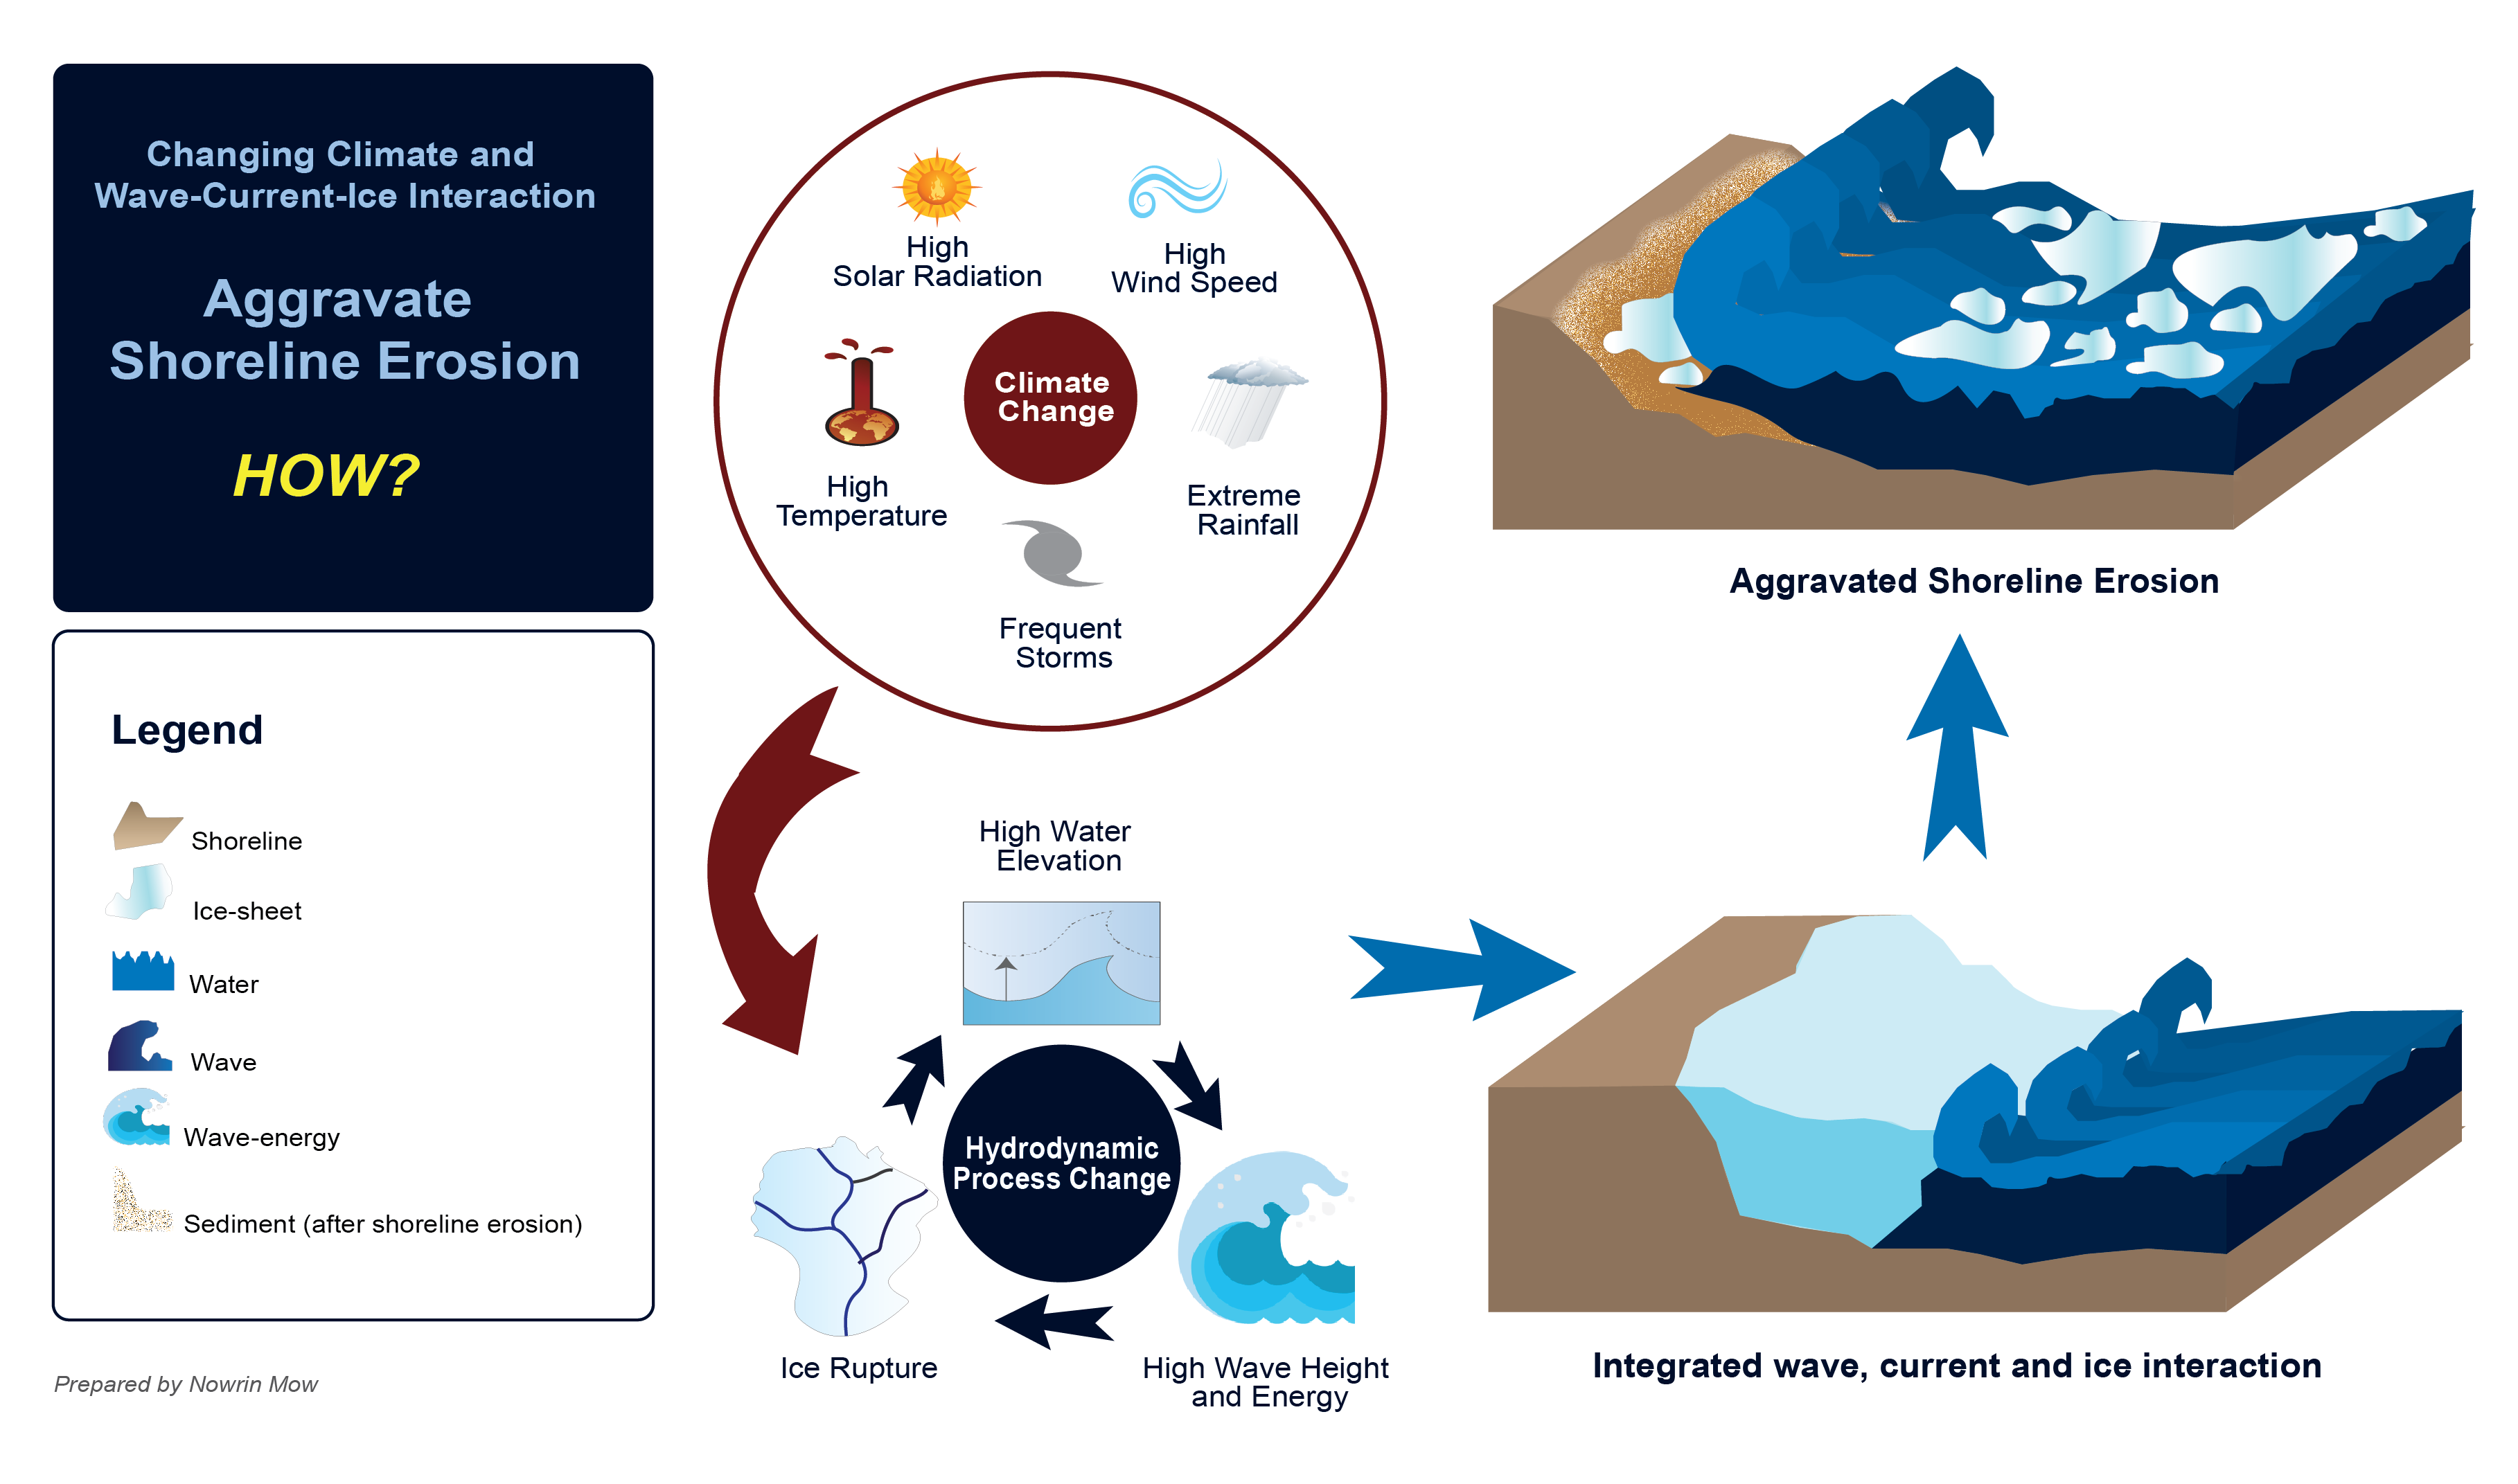 Changing Climate and
Wave-Current-Ice Interaction
Aggravate
Shoreline Erosion
HOW?
Legend
Shoreline
Ice-sheet
Water
Wave
Wave-energy
Sediment (after shoreline erosion)
Prepared by Nowrin Mow
High
Solar Radiation
High
Wind Speed
Climate
Change
High
Temperature
Extreme
Rainfall
Frequent
Storms
High Water
Elevation
Hydrodynamic
Process Change
Ice Rupture
High Wave Height
and Energy
Aggravated Shoreline Erosion
Integrated wave, current and ice interaction